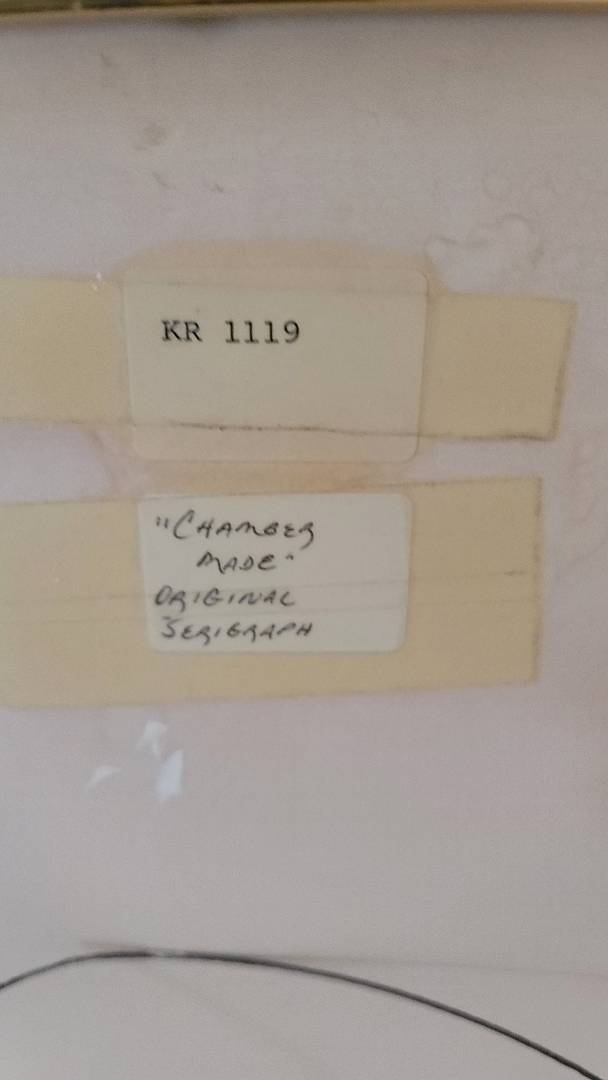 KR 1119
"CHAMBER
MADE"
ORIGINAL
SERIGRAPH